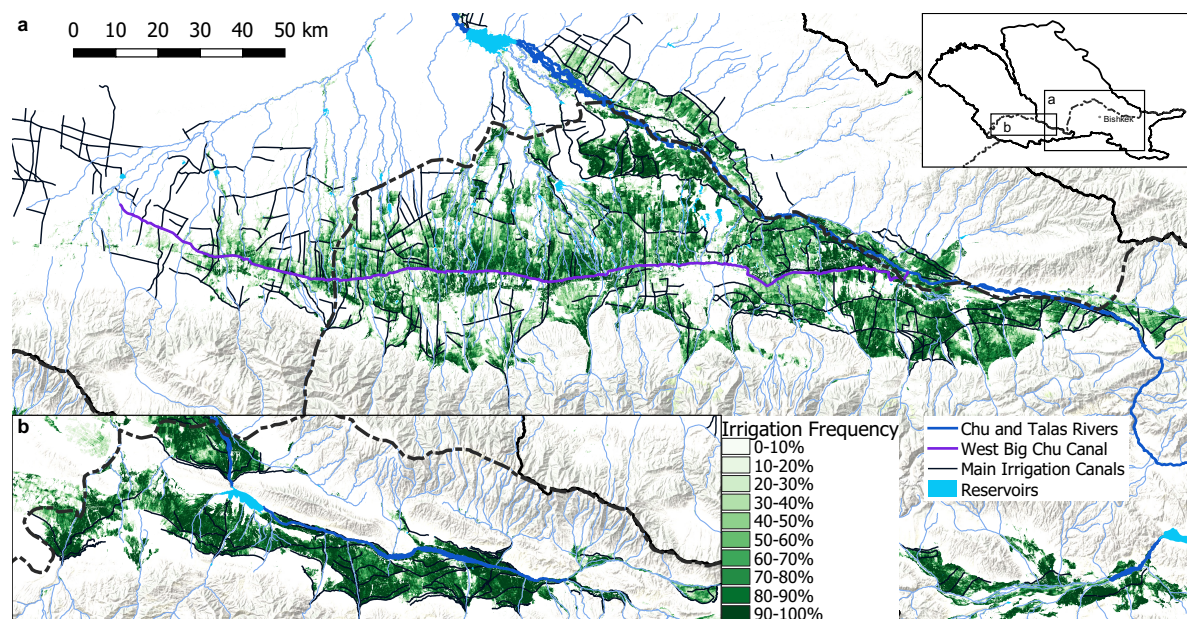 a
0 10 20 30 40 50 km
a
Bishkek
b
b
Irrigation Frequency
0-10%
10-20%
20-30%
30-40%
40-50%
50-60%
60-70%
70-80%
80-90%
90-100%
Chu and Talas Rivers
West Big Chu Canal
Main Irrigation Canals
Reservoirs